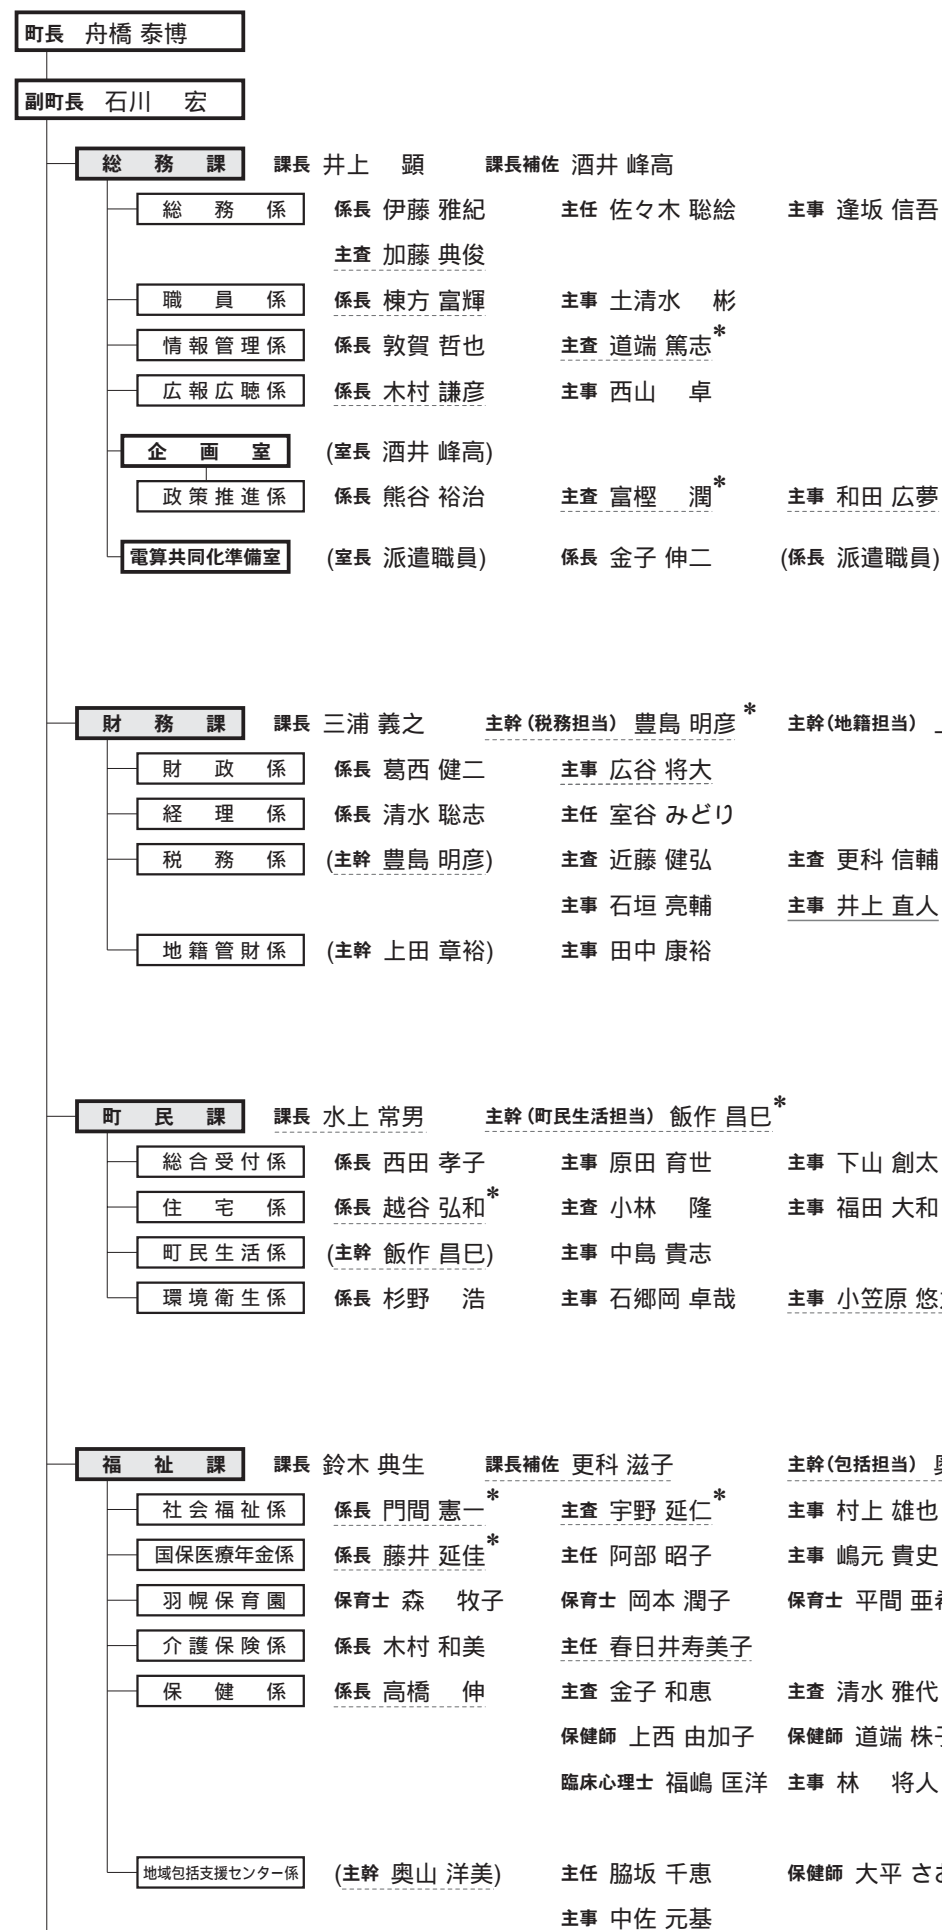 町長 舟橋 泰博
副町長 石川 宏
総務課 課長 井上 顕 課長補佐 酒井 峰高
総務係 係長 伊藤 雅紀 主任 佐々木 聡絵 主事 逢坂 信吾
主査 加藤 典俊
職員係 係長 棟方 富輝 主事 土清水 彬
情報管理係 係長 敦賀 哲也 主査 道端 篤志*
広報広聴係 係長 木村 謙彦 主事 西山 卓
企画室 (室長 酒井 峰高)
政策推進係 係長 熊谷 裕治 主査 富樫 潤* 主事 和田 広夢
電算共同化準備室 (室長 派遣職員) 係長 金子 伸二 (係長 派遣職員)
財務課 課長 三浦 義之 主幹(税務担当) 豊島 明彦* 主幹(地籍担当)
財政係 係長 葛西 健二 主事 広谷 将大
経理係 係長 清水 聡志 主任 室谷 みどり
税務係 (主幹 豊島 明彦) 主査 近藤 健弘 主査 更科 信輔
主事 石垣 亮輔 主事 井上 直人
地籍管財係 (主幹 上田 章裕) 主事 田中 康裕
町民課 課長 水上 常男 主幹(町民生活担当) 飯作 昌巳*
総合受付係 係長 西田 孝子 主事 原田 育世 主事 下山 創太
住宅係 係長 越谷 弘和* 主査 小林 隆 主事 福田 大和
町民生活係 (主幹 飯作 昌巳) 主事 中島 貴志
環境衛生係 係長 杉野 浩 主事 石郷岡 卓哉 主事 小笠原 悠
福祉課 課長 鈴木 典生 課長補佐 更科 滋子 主幹(包括担当)
社会福祉係 係長 門間 憲一* 主査 宇野 延仁* 主事 村上 雄也
国保医療年金係 係長 藤井 延佳* 主任 阿部 昭子 主事 嶋元 貴史
羽幌保育園 保育士 森 牧子 保育士 岡本 潤子 保育士 平間 亜
介護保険係 係長 木村 和美 主任 春日井寿美子
保健係 係長 高橋 伸 主査 金子 和恵 主査 清水 雅代
保健師 上西 由加子 保健師 道端 株
臨床心理士 福嶋 匡洋 主事 林 将人
地域包括支援センター係 (主幹 奥山 洋美) 主任 脇坂 千恵 保健師 大平 さ
主事 中佐 元基